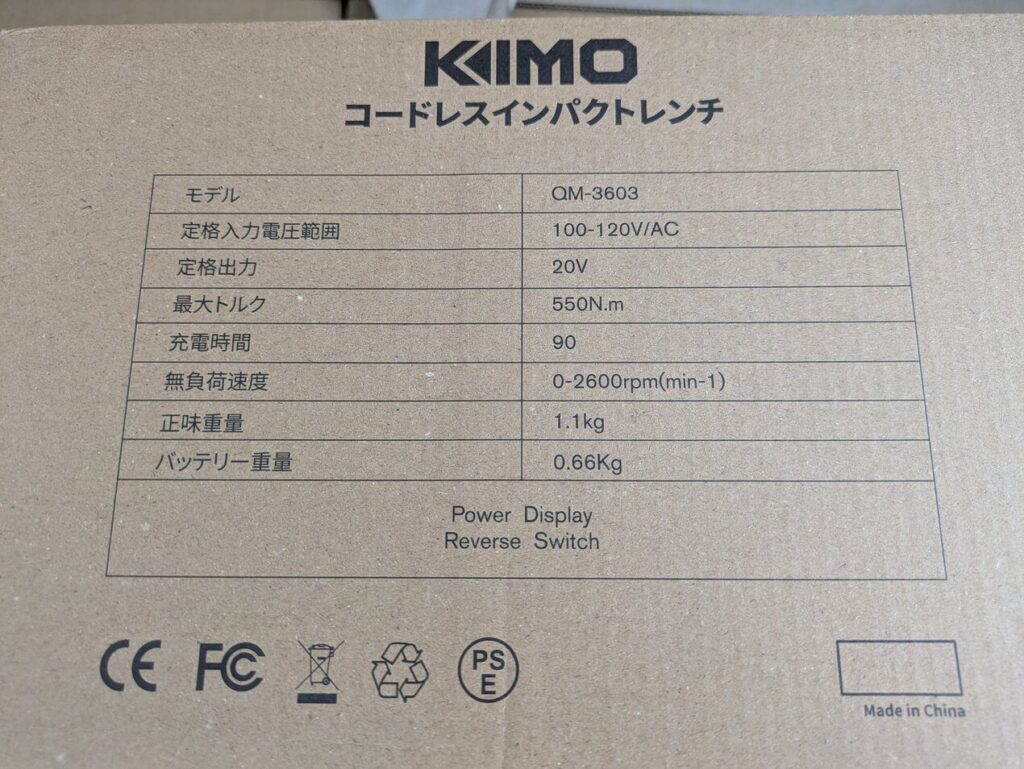 KIMO
コードレスインパクトレンチ
モデル QM-3603
定格入力電圧範囲 100-120V/AC
定格出力 20V
最大トルク 550N.m
充電時間 90
無負荷速度 0-2600rpm(min-1)
正味重量 1.1kg
バッテリー重量 0.66Kg
Power Display
Reverse Switch
CE FC PSE
Made in China